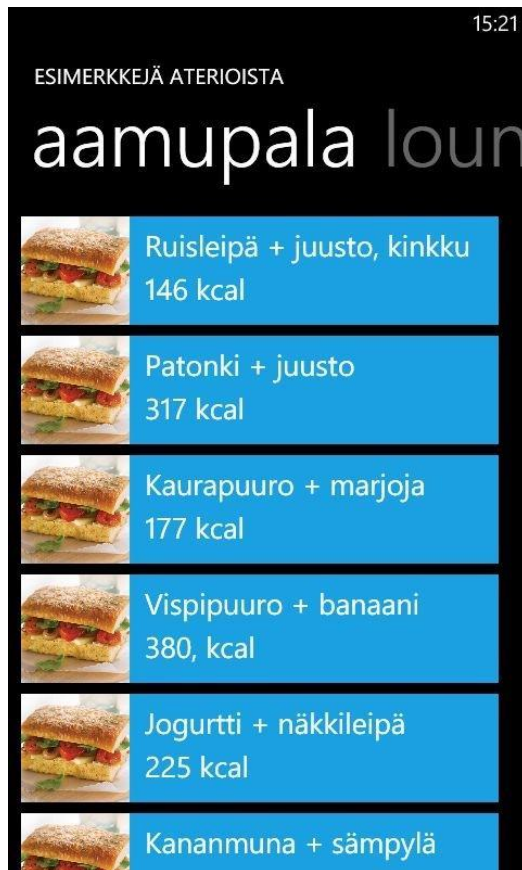 15:21
ESIMERKKEJÄ ATERIOISTA
aamupala loun
Ruisleipä + juusto, kinkku
146 kcal
Patonki + juusto
317 kcal
Kaurapuuro + marjoja
177 kcal
Vispipuuro + banaani
380, kcal
Jogurtti + näkkileipä
225 kcal
Kananmuna + sämpylä